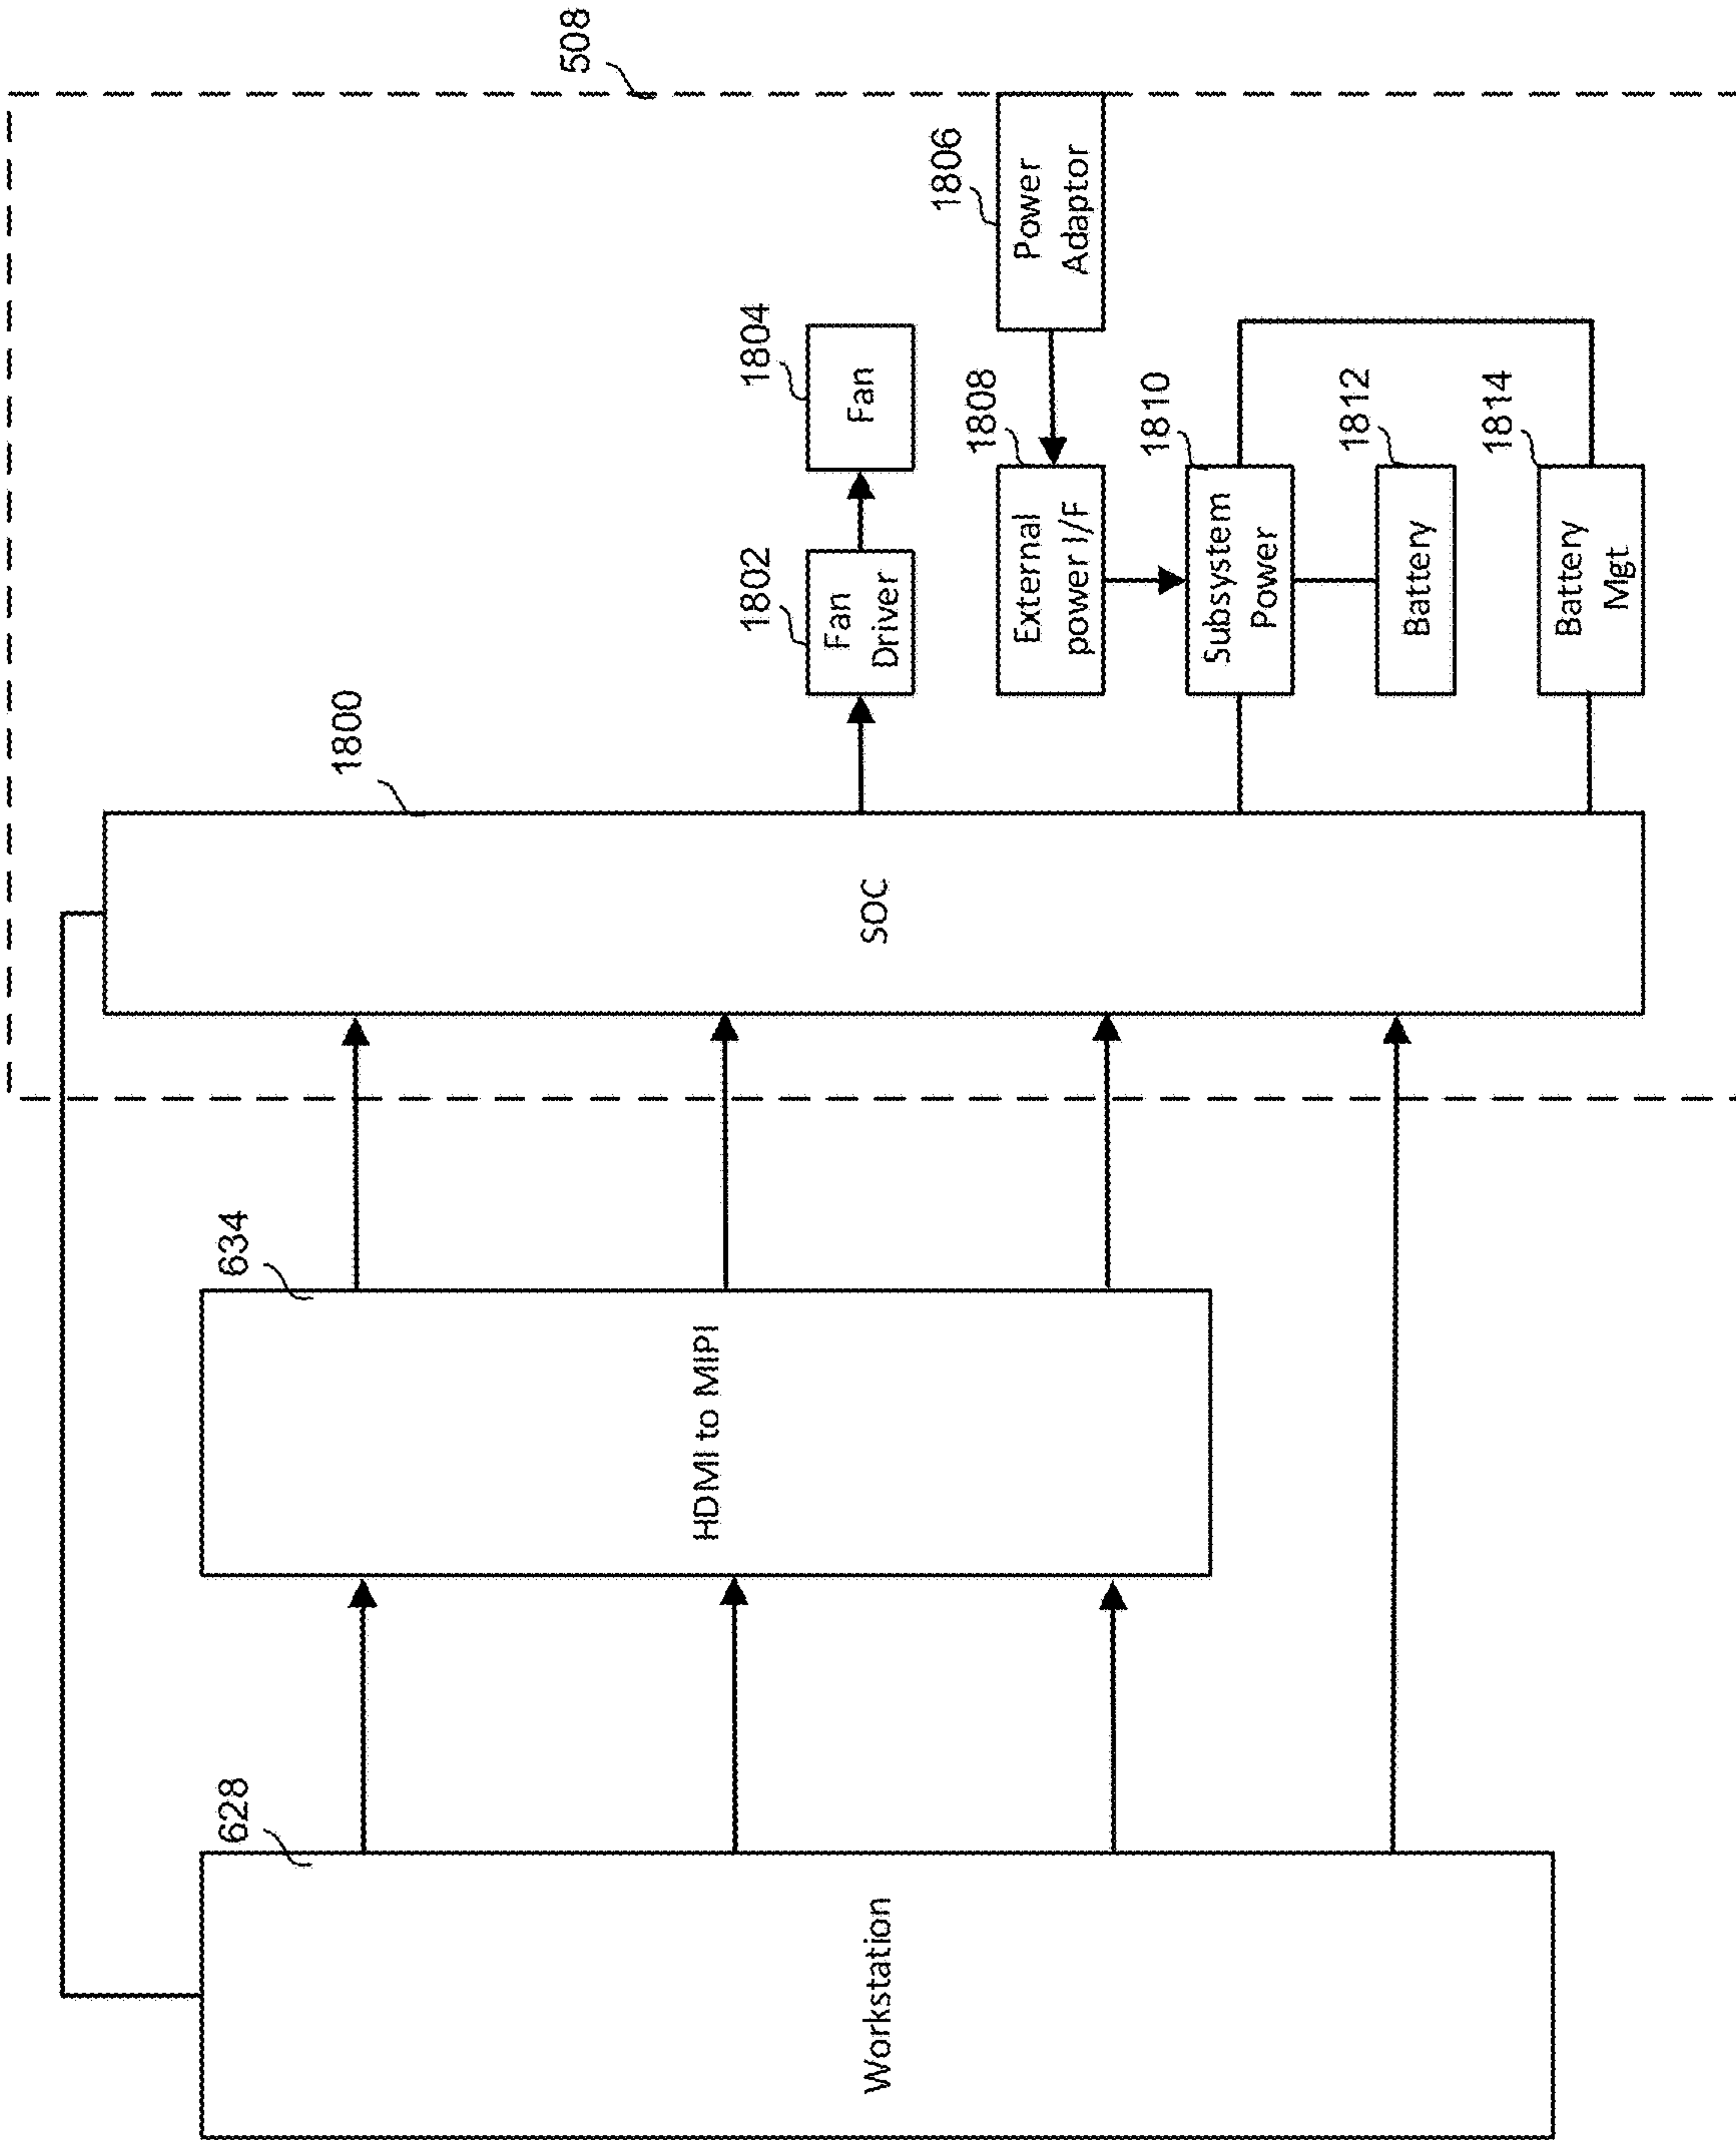 Workstation
628
HDMI to MIPI
634
SOC
1800
508
Fan
Driver
1802
Fan
1804
Power
Adaptor
1806
External
power I/F
1808
Subsystem
Power
1810
Battery
1812
Battery
Mgt
1814